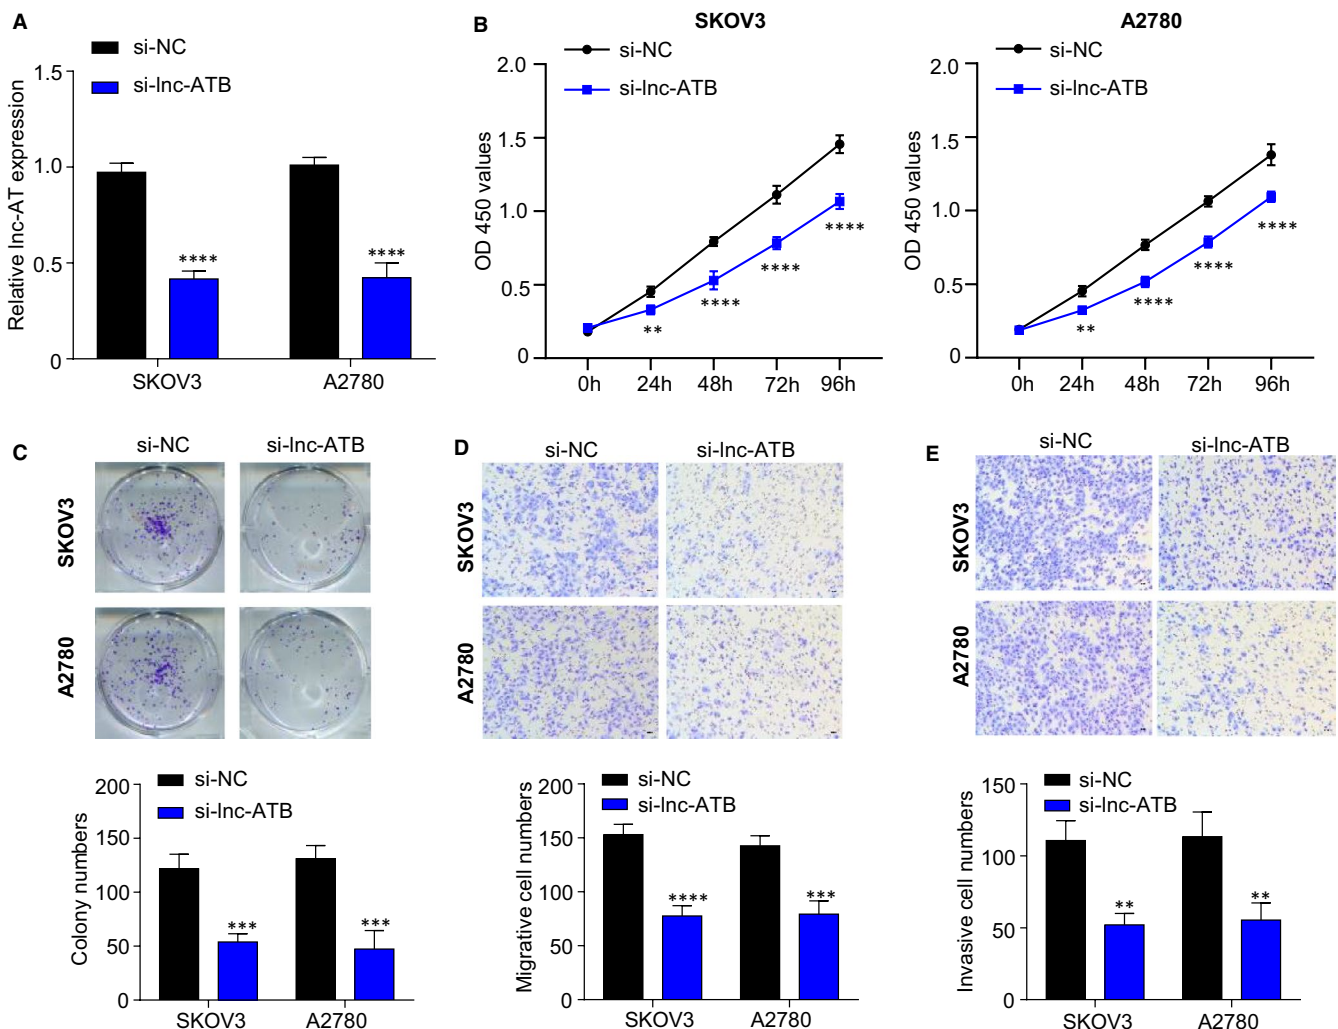 A
si-NC
si-lnc-ATB
Relative lnc-AT expression
1.5
1.0
0.5
0
****
****
SKOV3
A2780
B
SKOV3
si-NC
si-lnc-ATB
OD 450 values
2.0
1.5
1.0
0.5
0
**
****
****
****
0h 24h 48h 72h 96h
A2780
si-NC
si-lnc-ATB
OD 450 values
2.0
1.5
1.0
0.5
0
**
****
****
****
0h 24h 48h 72h 96h
C
si-NC si-lnc-ATB
SKOV3
A2780
si-NC
si-lnc-ATB
Colony numbers
200
150
100
50
0
***
***
SKOV3 A2780
D
si-NC si-lnc-ATB
SKOV3
A2780
si-NC
si-lnc-ATB
Migrative cell numbers
200
150
100
50
0
****
***
SKOV3 A2780
E
si-NC si-lnc-ATB
SKOV3
A2780
si-NC
si-lnc-ATB
Invasive cell numbers
150
100
50
0
**
**
SKOV3 A2780